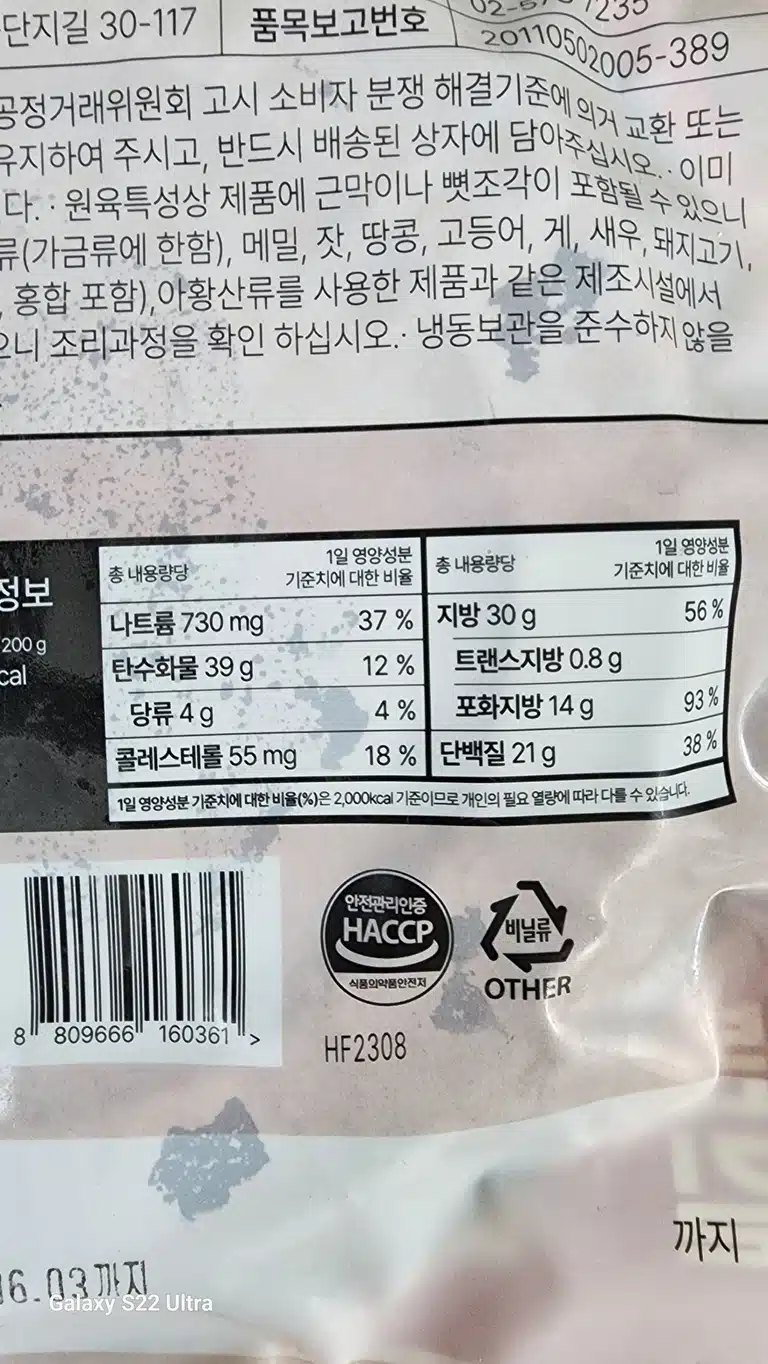 단지길 30-117
품목보고번호
20110502005-389
공정거래위원회 고시 소비자 분쟁 해결기준에 의거 교환 또는
유지하여 주시고, 반드시 배송된 상자에 담아주십시오. · 이미
다. · 원육특성상 제품에 근막이나 뼛조각이 포함될 수 있으니
류(가금류에 한함), 메밀, 잣, 땅콩, 고등어, 게, 새우, 돼지고기,
, 홍합 포함),아황산류를 사용한 제품과 같은 제조시설에서
으니 조리과정을 확인 하십시오. · 냉동보관을 준수하지 않을
정보
200 g
cal
총 내용량당
1일 영양성분
기준치에 대한 비율
나트륨 730 mg 37 %
탄수화물 39 g 12 %
당류 4 g 4 %
콜레스테롤 55 mg 18 %
총 내용량당
1일 영양성분
기준치에 대한 비율
지방 30 g 56 %
트랜스지방 0.8 g
포화지방 14 g 93 %
단백질 21 g 38 %
1일 영양성분 기준치에 대한 비율(%)은 2,000kcal 기준이므로 개인의 필요 열량에 따라 다를 수 있습니다.
8 809666 160361 >
안전관리인증
HACCP
식품의약품안전처
HF2308
비닐류
OTHER
까지
6.03까지
Galaxy S22 Ultra